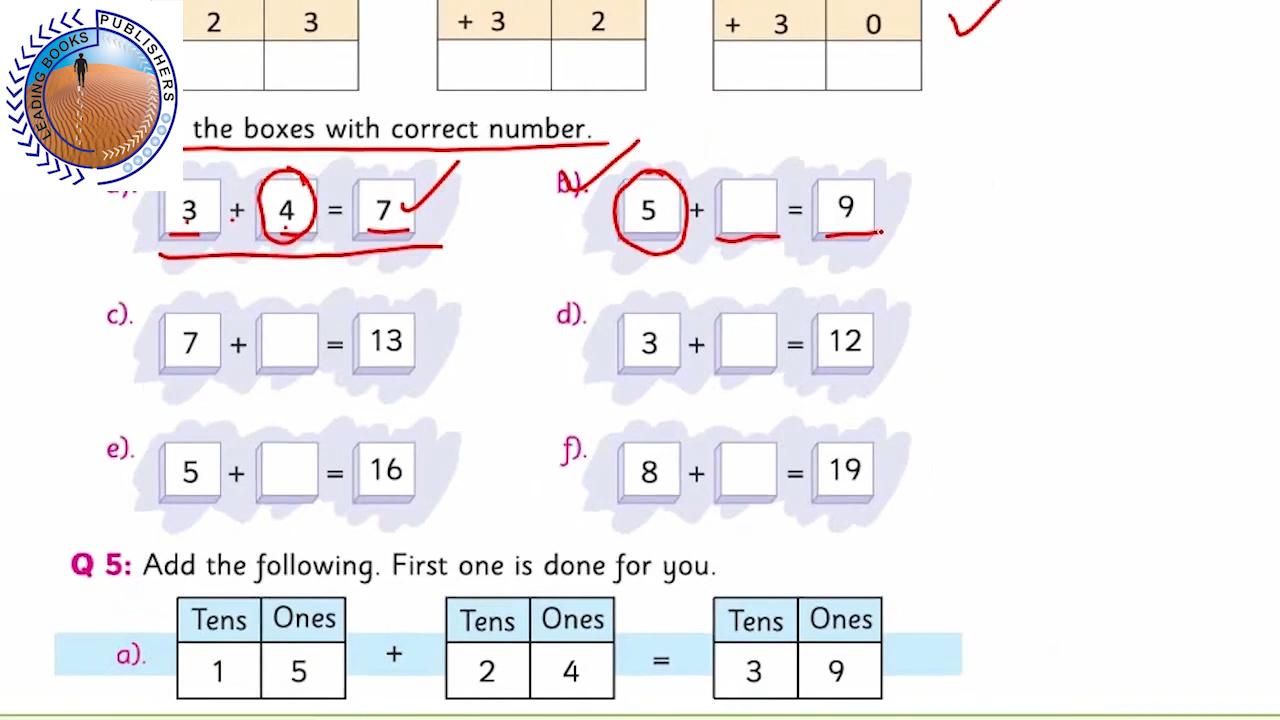 PUBLISHERS
LEADING BOOKS
2 3
+ 3 2
+ 3 0
the boxes with correct number.
3 + 4 = 7
b). 5 + = 9
c). 7 + = 13
d). 3 + = 12
e). 5 + = 16
f). 8 + = 19
Q 5: Add the following. First one is done for you.
Tens Ones Tens Ones Tens Ones
a). 1 5 + 2 4 = 3 9